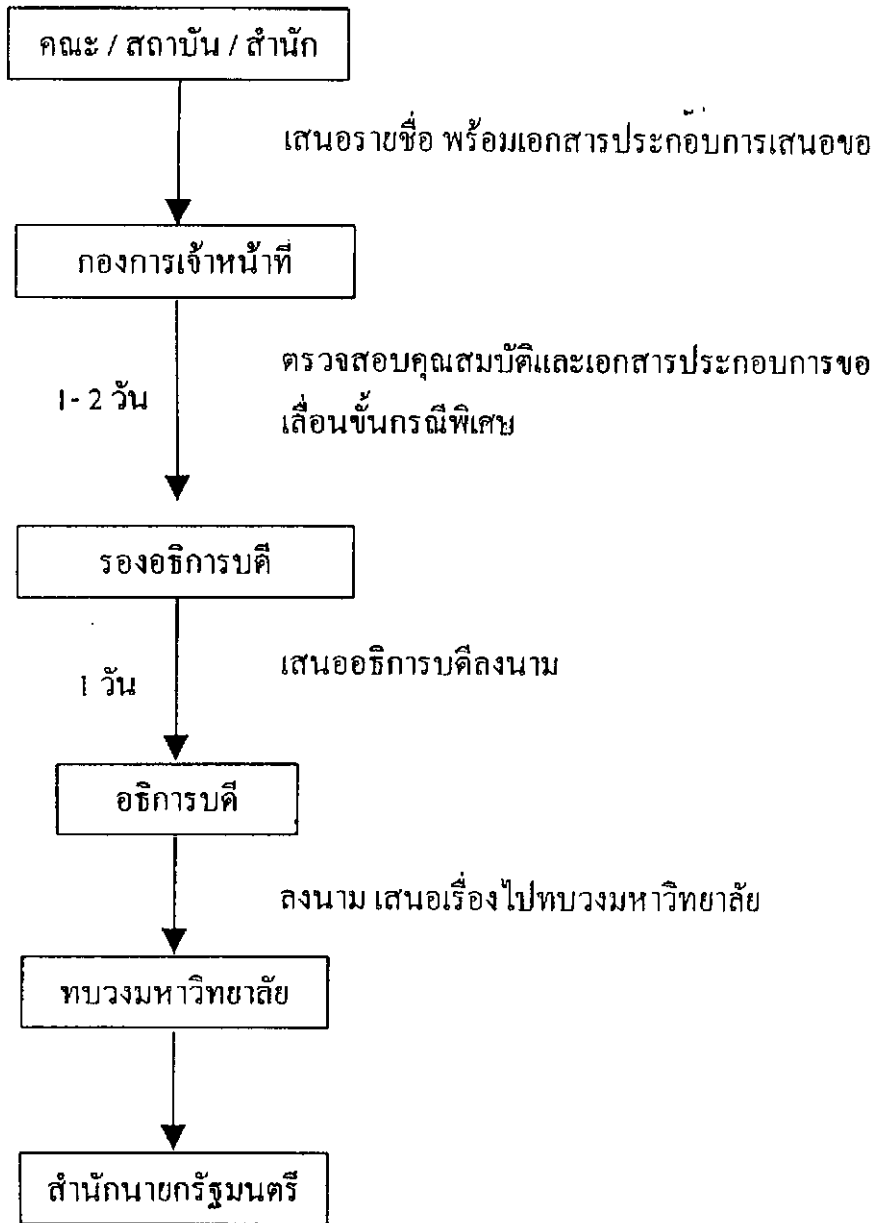 คณะ / สถาบัน / สำนัก
เสนอรายชื่อ พร้อมเอกสารประกอบการเสนอขอ
กองการเจ้าหน้าที่
ตรวจสอบคุณสมบัติและเอกสารประกอบการขอ
1- 2 วัน
เลื่อนขั้นกรณีพิเศษ
รองอธิการบดี
เสนออธิการบดีลงนาม
1 วัน
อธิการบดี
ลงนาม เสนอเรื่องไปทบวงมหาวิทยาลัย
ทบวงมหาวิทยาลัย
สำนักนายกรัฐมนตรี